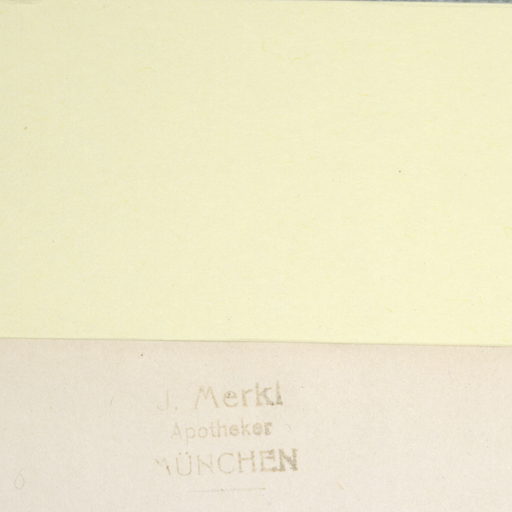 J. Merkl
Apotheker
MÜNCHEN